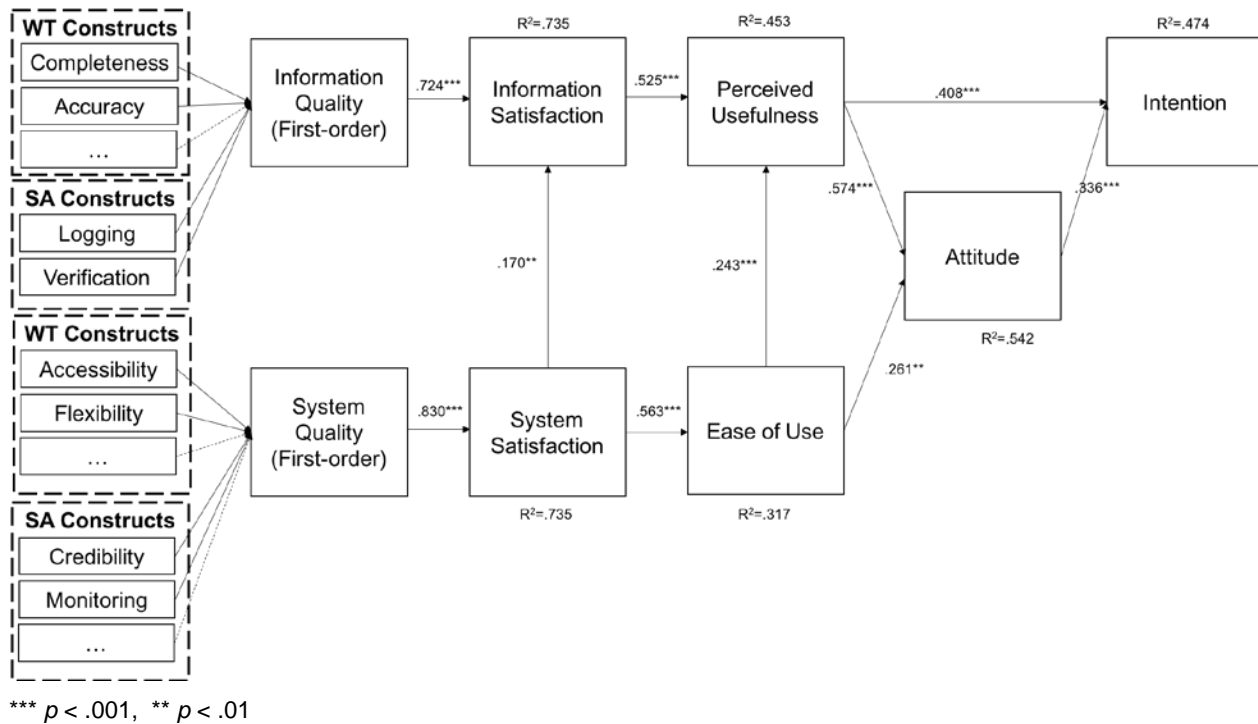 WT Constructs
Completeness
Accuracy
...
SA Constructs
Logging
Verification
WT Constructs
Accessibility
Flexibility
...
SA Constructs
Credibility
Monitoring
...
Information
Quality
(First-order)
.724***
R²=.735
Information
Satisfaction
.525***
R²=.453
Perceived
Usefulness
.408***
R²=.474
Intention
.574***
.336***
Attitude
R²=.542
.170**
.243***
.261**
System
Quality
(First-order)
.830***
System
Satisfaction
R²=.735
.563***
Ease of Use
R²=.317
*** p < .001, ** p < .01